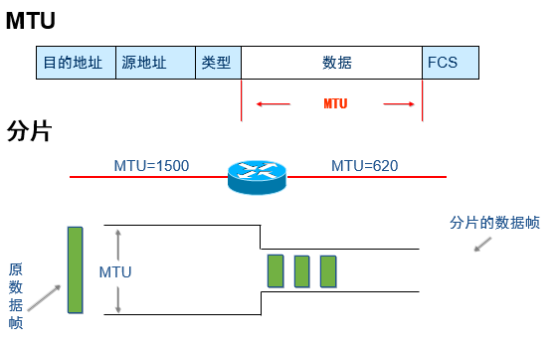 MTU
目的地址 源地址 类型 数据 FCS
MTU
分片
MTU=1500 MTU=620
分片的数据帧
MTU
原数据帧